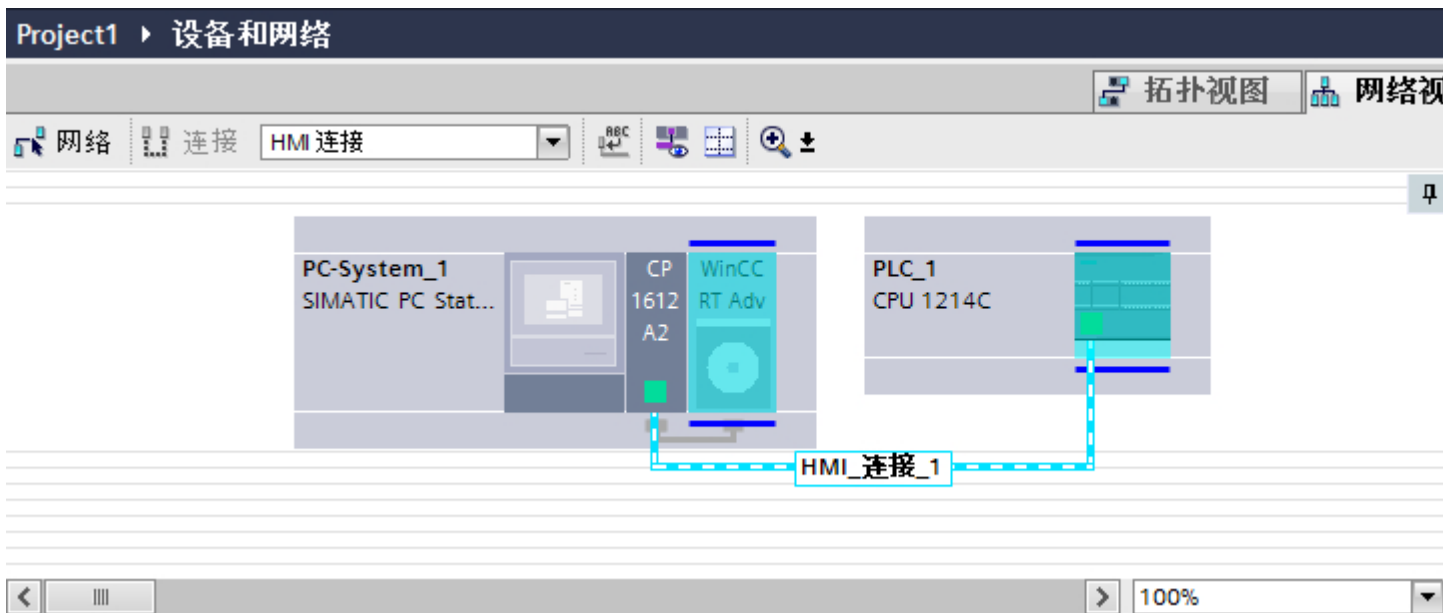 Project1 ▸ 设备和网络
拓扑视图 网络视
网络 连接 HMI 连接
PC-System_1
SIMATIC PC Stat...
CP
1612
A2
WinCC
RT Adv
PLC_1
CPU 1214C
HMI_连接_1
100%